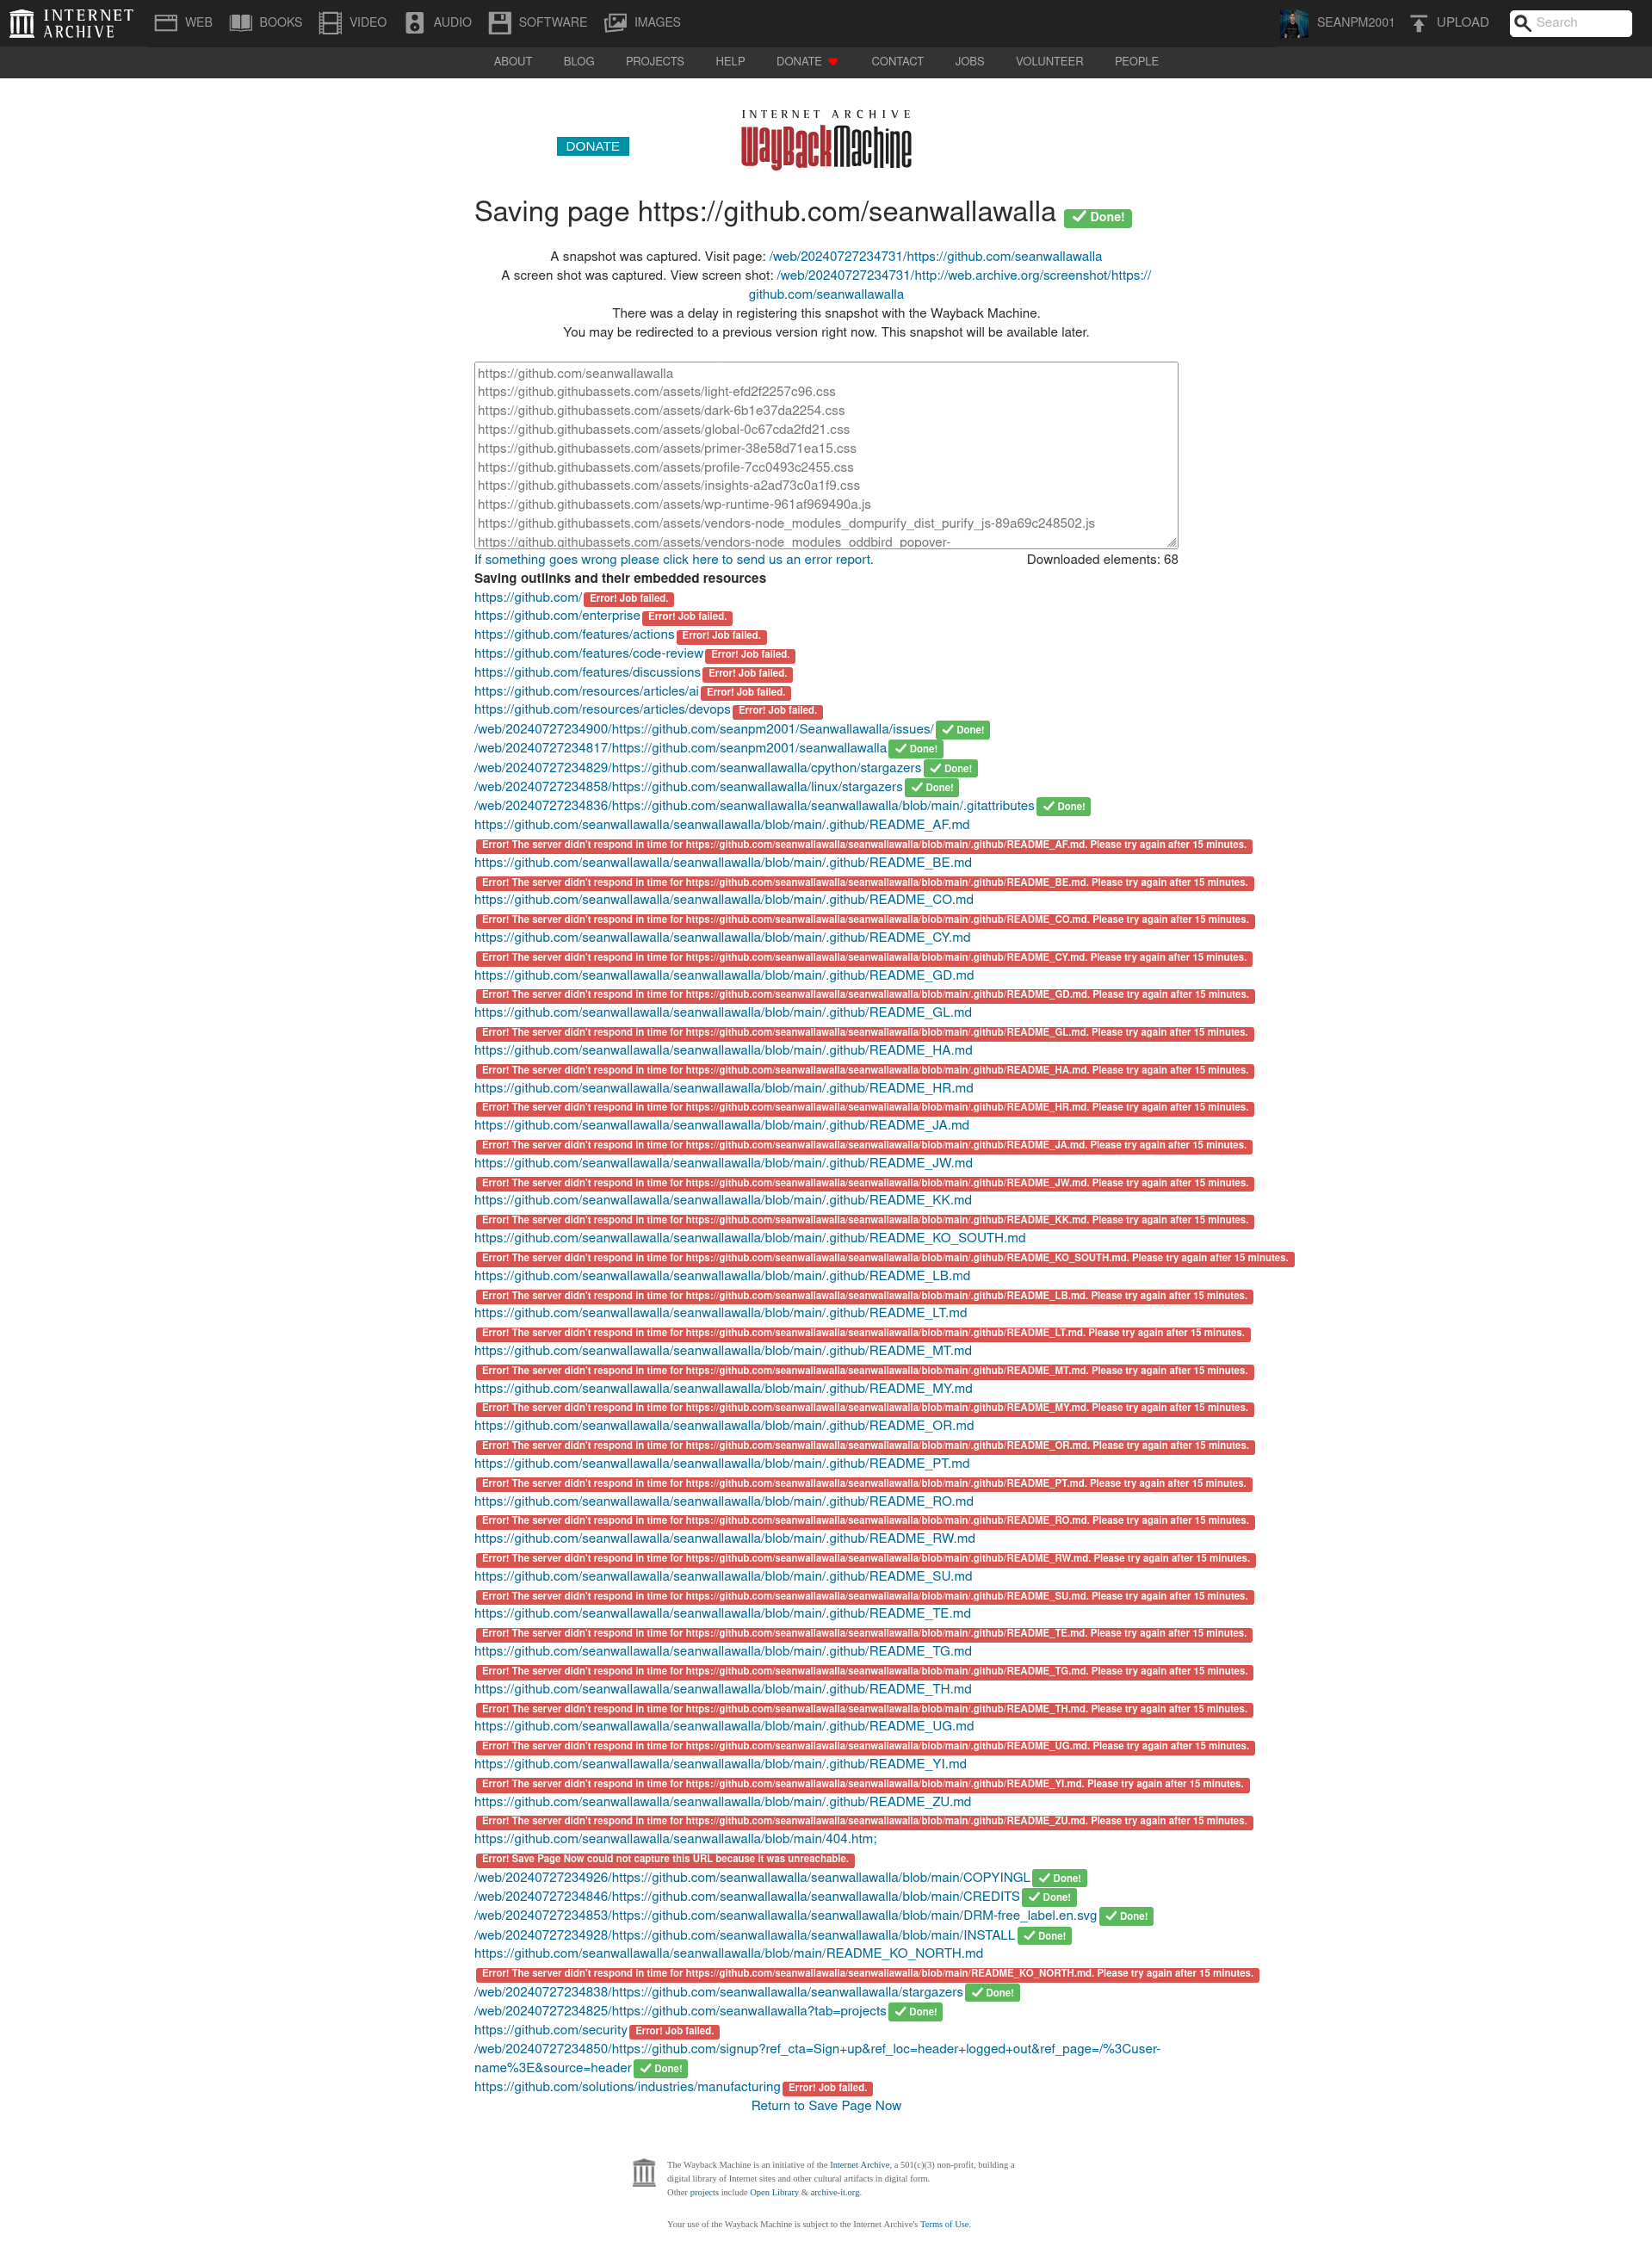 INTERNET ARCHIVE
WEB BOOKS VIDEO AUDIO SOFTWARE IMAGES SEANPM2001 UPLOAD Search
ABOUT BLOG PROJECTS HELP DONATE CONTACT JOBS VOLUNTEER PEOPLE
INTERNET ARCHIVE
WayBackMachine
DONATE
Saving page https://github.com/seanwallawalla Done!
A snapshot was captured. Visit page: /web/20240727234731/https://github.com/seanwallawalla
A screen shot was captured. View screen shot: /web/20240727234731/http://web.archive.org/screenshot/https://
github.com/seanwallawalla
There was a delay in registering this snapshot with the Wayback Machine.
You may be redirected to a previous version right now. This snapshot will be available later.
https://github.com/seanwallawalla
https://github.githubassets.com/assets/light-efd2f2257c96.css
https://github.githubassets.com/assets/dark-6b1e37da2254.css
https://github.githubassets.com/assets/global-0c67cda2fd21.css
https://github.githubassets.com/assets/primer-38e58d71ea15.css
https://github.githubassets.com/assets/profile-7cc0493c2455.css
https://github.githubassets.com/assets/insights-a2ad73c0a1f9.css
https://github.githubassets.com/assets/wp-runtime-961af969490a.js
https://github.githubassets.com/assets/vendors-node_modules_dompurify_dist_purify_js-89a69c248502.js
https://github.githubassets.com/assets/vendors-node_modules_oddbird_popover-
If something goes wrong please click here to send us an error report. Downloaded elements: 68
Saving outlinks and their embedded resources
https://github.com/ Error! Job failed.
https://github.com/enterprise Error! Job failed.
https://github.com/features/actions Error! Job failed.
https://github.com/features/code-review Error! Job failed.
https://github.com/features/discussions Error! Job failed.
https://github.com/resources/articles/ai Error! Job failed.
https://github.com/resources/articles/devops Error! Job failed.
/web/20240727234900/https://github.com/seanpm2001/Seanwallawalla/issues/ Done!
/web/20240727234817/https://github.com/seanpm2001/seanwallawalla Done!
/web/20240727234829/https://github.com/seanwallawalla/cpython/stargazers Done!
/web/20240727234858/https://github.com/seanwallawalla/linux/stargazers Done!
/web/20240727234836/https://github.com/seanwallawalla/seanwallawalla/blob/main/.gitattributes Done!
https://github.com/seanwallawalla/seanwallawalla/blob/main/.github/README_AF.md
Error! The server didn't respond in time for https://github.com/seanwallawalla/seanwallawalla/blob/main/.github/README_AF.md. Please try again after 15 minutes.
https://github.com/seanwallawalla/seanwallawalla/blob/main/.github/README_BE.md
Error! The server didn't respond in time for https://github.com/seanwallawalla/seanwallawalla/blob/main/.github/README_BE.md. Please try again after 15 minutes.
https://github.com/seanwallawalla/seanwallawalla/blob/main/.github/README_CO.md
Error! The server didn't respond in time for https://github.com/seanwallawalla/seanwallawalla/blob/main/.github/README_CO.md. Please try again after 15 minutes.
https://github.com/seanwallawalla/seanwallawalla/blob/main/.github/README_CY.md
Error! The server didn't respond in time for https://github.com/seanwallawalla/seanwallawalla/blob/main/.github/README_CY.md. Please try again after 15 minutes.
https://github.com/seanwallawalla/seanwallawalla/blob/main/.github/README_GD.md
Error! The server didn't respond in time for https://github.com/seanwallawalla/seanwallawalla/blob/main/.github/README_GD.md. Please try again after 15 minutes.
https://github.com/seanwallawalla/seanwallawalla/blob/main/.github/README_GL.md
Error! The server didn't respond in time for https://github.com/seanwallawalla/seanwallawalla/blob/main/.github/README_GL.md. Please try again after 15 minutes.
https://github.com/seanwallawalla/seanwallawalla/blob/main/.github/README_HA.md
Error! The server didn't respond in time for https://github.com/seanwallawalla/seanwallawalla/blob/main/.github/README_HA.md. Please try again after 15 minutes.
https://github.com/seanwallawalla/seanwallawalla/blob/main/.github/README_HR.md
Error! The server didn't respond in time for https://github.com/seanwallawalla/seanwallawalla/blob/main/.github/README_HR.md. Please try again after 15 minutes.
https://github.com/seanwallawalla/seanwallawalla/blob/main/.github/README_JA.md
Error! The server didn't respond in time for https://github.com/seanwallawalla/seanwallawalla/blob/main/.github/README_JA.md. Please try again after 15 minutes.
https://github.com/seanwallawalla/seanwallawalla/blob/main/.github/README_JW.md
Error! The server didn't respond in time for https://github.com/seanwallawalla/seanwallawalla/blob/main/.github/README_JW.md. Please try again after 15 minutes.
https://github.com/seanwallawalla/seanwallawalla/blob/main/.github/README_KK.md
Error! The server didn't respond in time for https://github.com/seanwallawalla/seanwallawalla/blob/main/.github/README_KK.md. Please try again after 15 minutes.
https://github.com/seanwallawalla/seanwallawalla/blob/main/.github/README_KO_SOUTH.md
Error! The server didn't respond in time for https://github.com/seanwallawalla/seanwallawalla/blob/main/.github/README_KO_SOUTH.md. Please try again after 15 minutes.
https://github.com/seanwallawalla/seanwallawalla/blob/main/.github/README_LB.md
Error! The server didn't respond in time for https://github.com/seanwallawalla/seanwallawalla/blob/main/.github/README_LB.md. Please try again after 15 minutes.
https://github.com/seanwallawalla/seanwallawalla/blob/main/.github/README_LT.md
Error! The server didn't respond in time for https://github.com/seanwallawalla/seanwallawalla/blob/main/.github/README_LT.md. Please try again after 15 minutes.
https://github.com/seanwallawalla/seanwallawalla/blob/main/.github/README_MT.md
Error! The server didn't respond in time for https://github.com/seanwallawalla/seanwallawalla/blob/main/.github/README_MT.md. Please try again after 15 minutes.
https://github.com/seanwallawalla/seanwallawalla/blob/main/.github/README_MY.md
Error! The server didn't respond in time for https://github.com/seanwallawalla/seanwallawalla/blob/main/.github/README_MY.md. Please try again after 15 minutes.
https://github.com/seanwallawalla/seanwallawalla/blob/main/.github/README_OR.md
Error! The server didn't respond in time for https://github.com/seanwallawalla/seanwallawalla/blob/main/.github/README_OR.md. Please try again after 15 minutes.
https://github.com/seanwallawalla/seanwallawalla/blob/main/.github/README_PT.md
Error! The server didn't respond in time for https://github.com/seanwallawalla/seanwallawalla/blob/main/.github/README_PT.md. Please try again after 15 minutes.
https://github.com/seanwallawalla/seanwallawalla/blob/main/.github/README_RO.md
Error! The server didn't respond in time for https://github.com/seanwallawalla/seanwallawalla/blob/main/.github/README_RO.md. Please try again after 15 minutes.
https://github.com/seanwallawalla/seanwallawalla/blob/main/.github/README_RW.md
Error! The server didn't respond in time for https://github.com/seanwallawalla/seanwallawalla/blob/main/.github/README_RW.md. Please try again after 15 minutes.
https://github.com/seanwallawalla/seanwallawalla/blob/main/.github/README_SU.md
Error! The server didn't respond in time for https://github.com/seanwallawalla/seanwallawalla/blob/main/.github/README_SU.md. Please try again after 15 minutes.
https://github.com/seanwallawalla/seanwallawalla/blob/main/.github/README_TE.md
Error! The server didn't respond in time for https://github.com/seanwallawalla/seanwallawalla/blob/main/.github/README_TE.md. Please try again after 15 minutes.
https://github.com/seanwallawalla/seanwallawalla/blob/main/.github/README_TG.md
Error! The server didn't respond in time for https://github.com/seanwallawalla/seanwallawalla/blob/main/.github/README_TG.md. Please try again after 15 minutes.
https://github.com/seanwallawalla/seanwallawalla/blob/main/.github/README_TH.md
Error! The server didn't respond in time for https://github.com/seanwallawalla/seanwallawalla/blob/main/.github/README_TH.md. Please try again after 15 minutes.
https://github.com/seanwallawalla/seanwallawalla/blob/main/.github/README_UG.md
Error! The server didn't respond in time for https://github.com/seanwallawalla/seanwallawalla/blob/main/.github/README_UG.md. Please try again after 15 minutes.
https://github.com/seanwallawalla/seanwallawalla/blob/main/.github/README_YI.md
Error! The server didn't respond in time for https://github.com/seanwallawalla/seanwallawalla/blob/main/.github/README_YI.md. Please try again after 15 minutes.
https://github.com/seanwallawalla/seanwallawalla/blob/main/.github/README_ZU.md
Error! The server didn't respond in time for https://github.com/seanwallawalla/seanwallawalla/blob/main/.github/README_ZU.md. Please try again after 15 minutes.
https://github.com/seanwallawalla/seanwallawalla/blob/main/404.htm;
Error! Save Page Now could not capture this URL because it was unreachable.
/web/20240727234926/https://github.com/seanwallawalla/seanwallawalla/blob/main/COPYINGL Done!
/web/20240727234846/https://github.com/seanwallawalla/seanwallawalla/blob/main/CREDITS Done!
/web/20240727234853/https://github.com/seanwallawalla/seanwallawalla/blob/main/DRM-free_label.en.svg Done!
/web/20240727234928/https://github.com/seanwallawalla/seanwallawalla/blob/main/INSTALL Done!
https://github.com/seanwallawalla/seanwallawalla/blob/main/README_KO_NORTH.md
Error! The server didn't respond in time for https://github.com/seanwallawalla/seanwallawalla/blob/main/README_KO_NORTH.md. Please try again after 15 minutes.
/web/20240727234838/https://github.com/seanwallawalla/seanwallawalla/stargazers Done!
/web/20240727234825/https://github.com/seanwallawalla?tab=projects Done!
https://github.com/security Error! Job failed.
/web/20240727234850/https://github.com/signup?ref_cta=Sign+up&ref_loc=header+logged+out&ref_page=/%3Cuser-
name%3E&source=header Done!
https://github.com/solutions/industries/manufacturing Error! Job failed.
Return to Save Page Now
The Wayback Machine is an initiative of the Internet Archive, a 501(c)(3) non-profit, building a
digital library of Internet sites and other cultural artifacts in digital form.
Other projects include Open Library & archive-it.org.
Your use of the Wayback Machine is subject to the Internet Archive's Terms of Use.